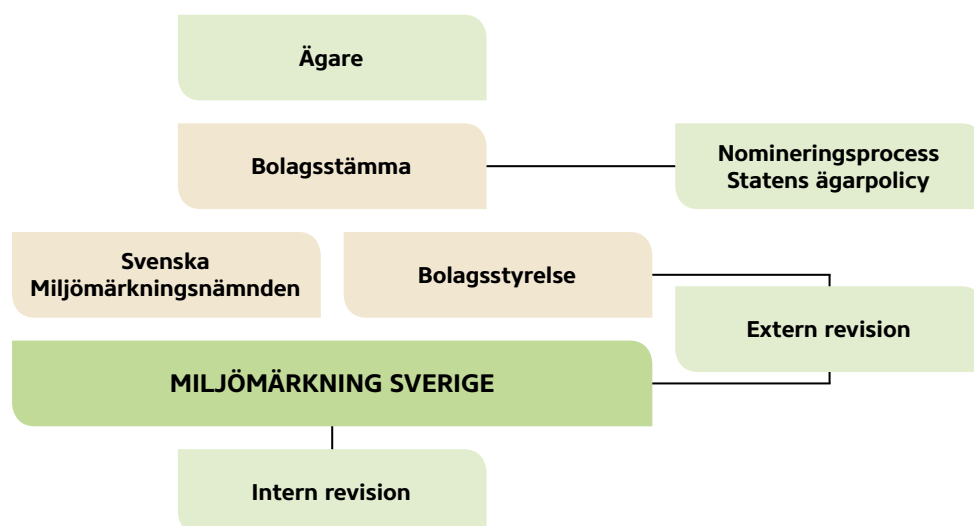 Ägare
Bolagsstämma
Nomineringsprocess
Statens ägarpolicy
Svenska
Miljömärkningsnämnden
Bolagsstyrelse
Extern revision
MILJÖMÄRKNING SVERIGE
Intern revision